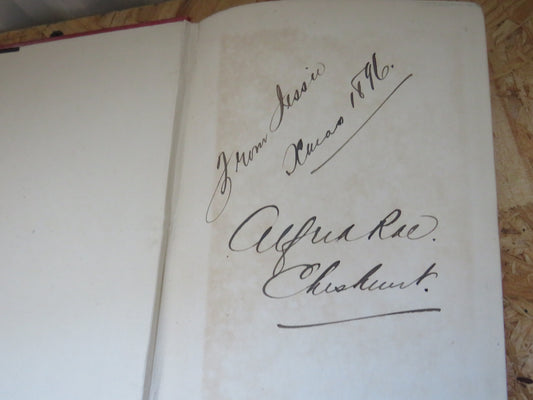 From Jessie
Xmas 1896.
Alfred Rae.
Cheshunt.